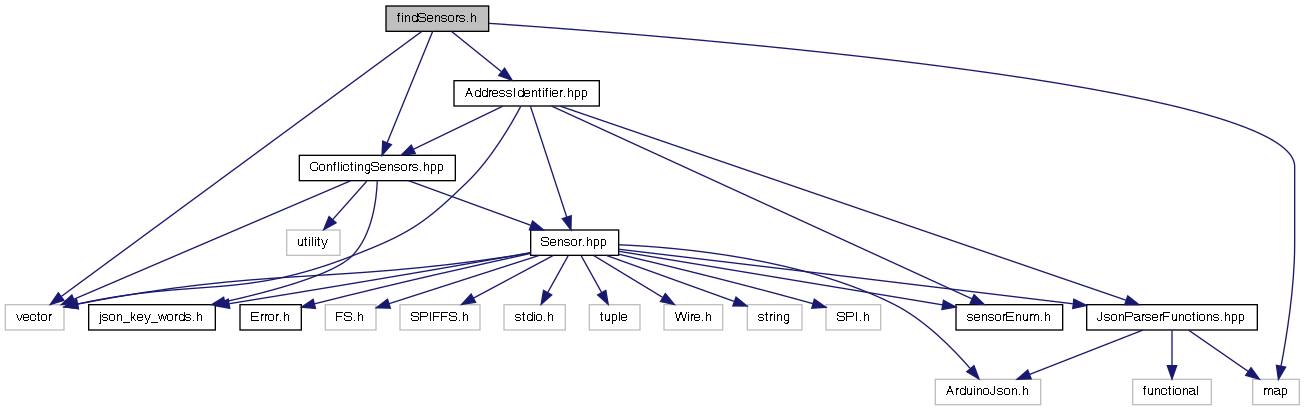 findSensors.h
AddressIdentifier.hpp
ConflictingSensors.hpp
utility
Sensor.hpp
vector
json_key_words.h
Error.h
FS.h
SPIFFS.h
stdio.h
tuple
Wire.h
string
SPI.h
sensorEnum.h
JsonParserFunctions.hpp
ArduinoJson.h
functional
map